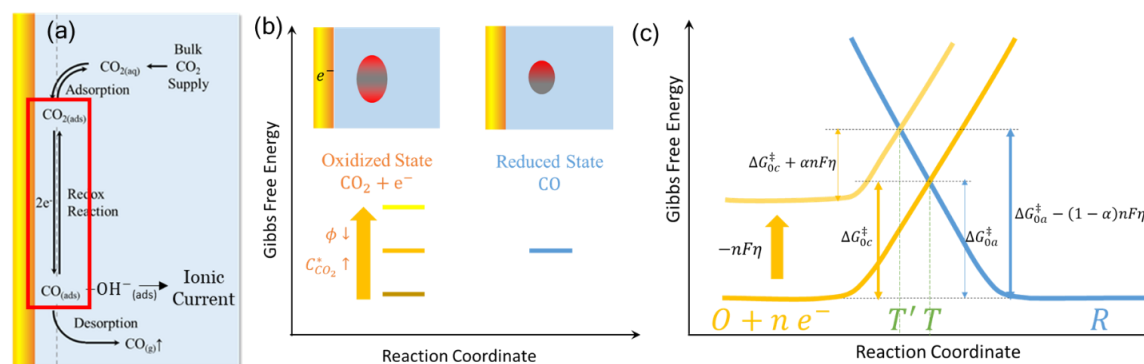 (a)
Bulk
CO₂(aq)
CO₂
Supply
Adsorption
CO₂(ads)
Redox
2e⁻
Reaction
CO(ads)
–OH⁻(ads)
Ionic
Current
Desorption
CO(g)↑
(b)
Gibbs Free Energy
e⁻
Oxidized State
CO₂ + e⁻
Reduced State
CO
ϕ ↓
C*CO₂ ↑
Reaction Coordinate
(c)
Gibbs Free Energy
ΔG‡0c + αnFη
−nFη
ΔG‡0c
ΔG‡0a
ΔG‡0a − (1 − α)nFη
O + n e⁻
T′ T
R
Reaction Coordinate